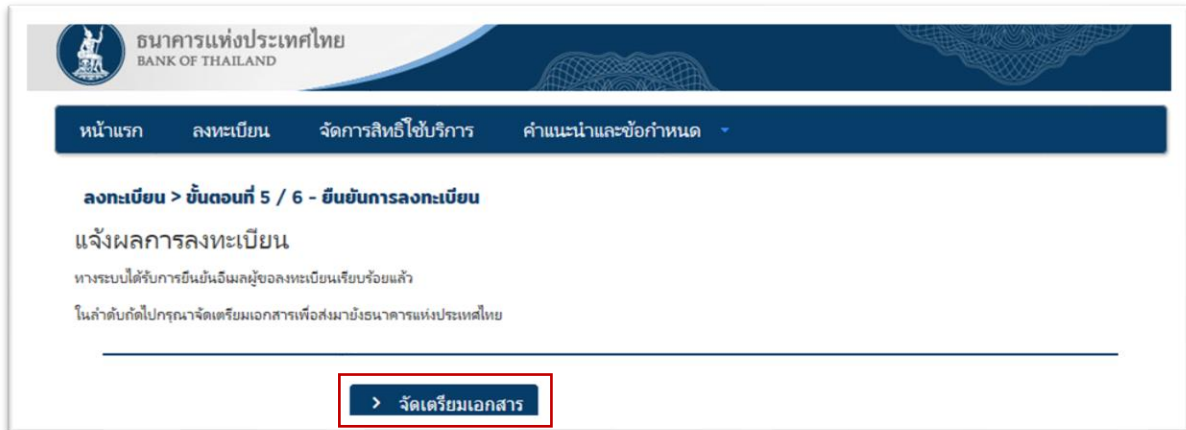 ธนาคารแห่งประเทศไทย
BANK OF THAILAND
หน้าแรก ลงทะเบียน จัดการสิทธิใช้บริการ คำแนะนำและข้อกำหนด
ลงทะเบียน > ขั้นตอนที่ 5 / 6 - ยืนยันการลงทะเบียน
แจ้งผลการลงทะเบียน
ทางระบบได้รับการยืนยันอีเมลผู้ขอลงทะเบียนเรียบร้อยแล้ว
ในลำดับถัดไปกรุณาจัดเตรียมเอกสารเพื่อส่งมายังธนาคารแห่งประเทศไทย
> จัดเตรียมเอกสาร